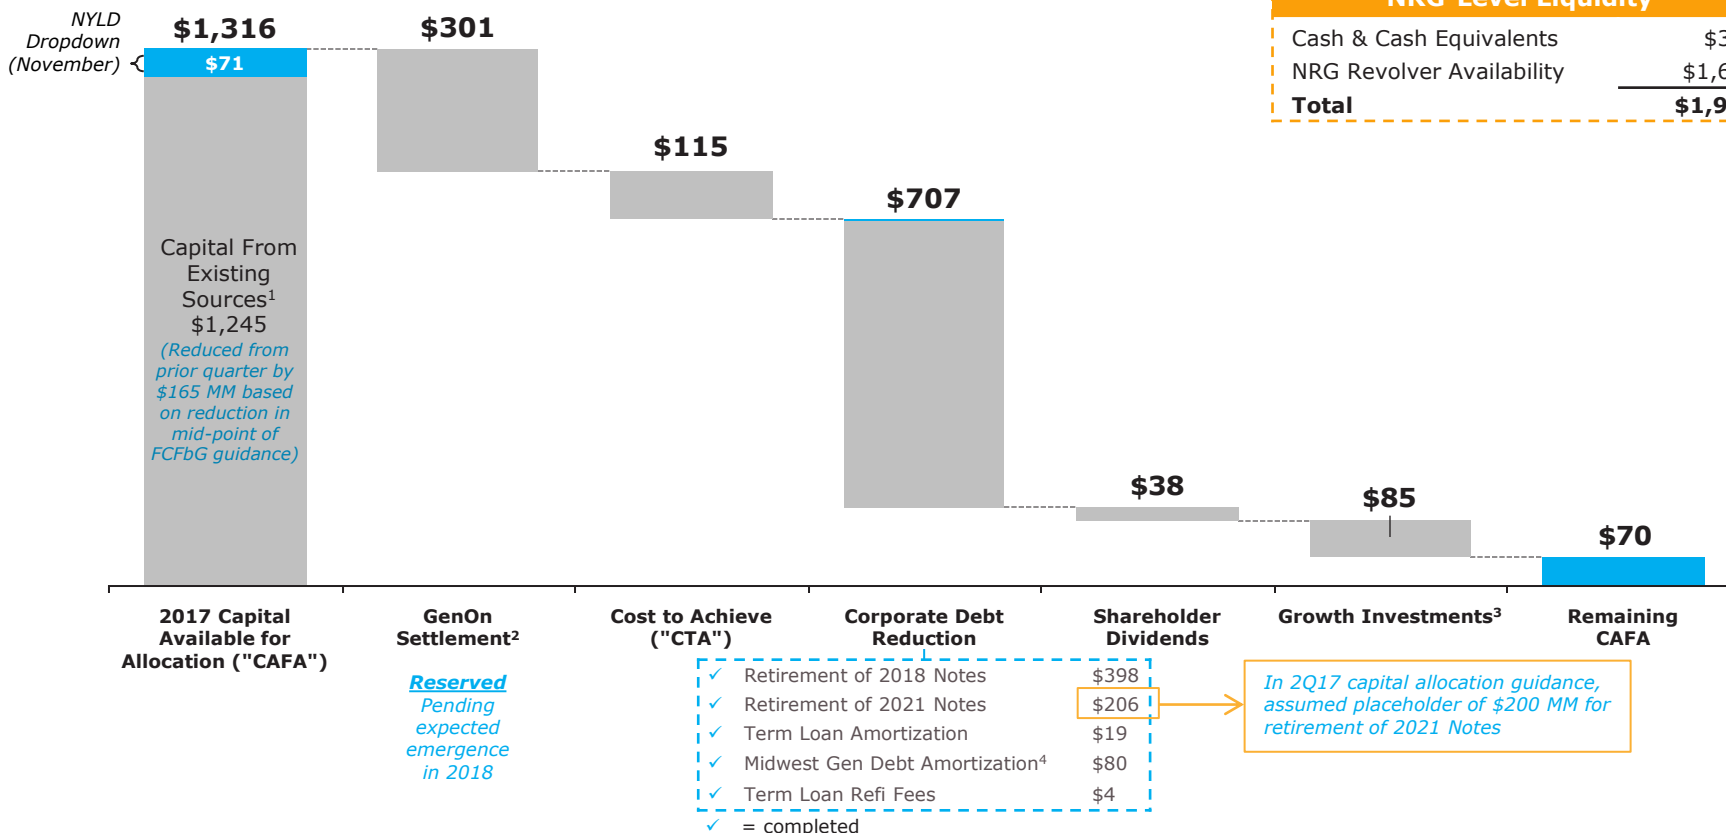 NYLD
Dropdown
(November)
$1,316
$71
$301
$115
$707
$38
$85
$70
NRG Level Liquidity
Cash & Cash Equivalents
NRG Revolver Availability
Total
Capital From
Existing
Sources¹
$1,245
(Reduced from
prior quarter by
$165 MM based
on reduction in
mid-point of
FCFbG guidance)
2017 Capital
Available for
Allocation ("CAFA")
GenOn
Settlement²
Cost to Achieve
("CTA")
Corporate Debt
Reduction
Shareholder
Dividends
Growth Investments³
Remaining
CAFA
Reserved
Pending
expected
emergence
in 2018
✓ Retirement of 2018 Notes $398
✓ Retirement of 2021 Notes $206
✓ Term Loan Amortization $19
✓ Midwest Gen Debt Amortization⁴ $80
✓ Term Loan Refi Fees $4
✓ = completed
In 2Q17 capital allocation guidance,
assumed placeholder of $200 MM for
retirement of 2021 Notes